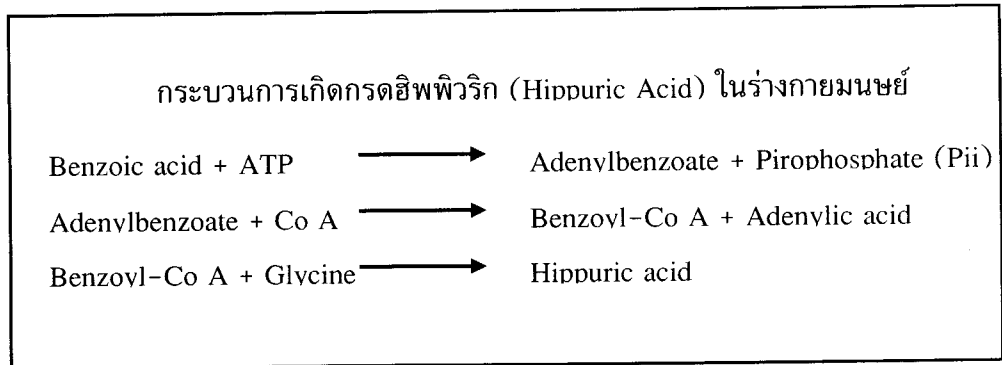 กระบวนการเกิดกรดฮิพพิวริก (Hippuric Acid) ในร่างกายมนษย์
Benzoic acid + ATP → Adenylbenzoate + Pirophosphate (Pii)
Adenylbenzoate + Co A → Benzoyl-Co A + Adenylic acid
Benzoyl-Co A + Glycine → Hippuric acid